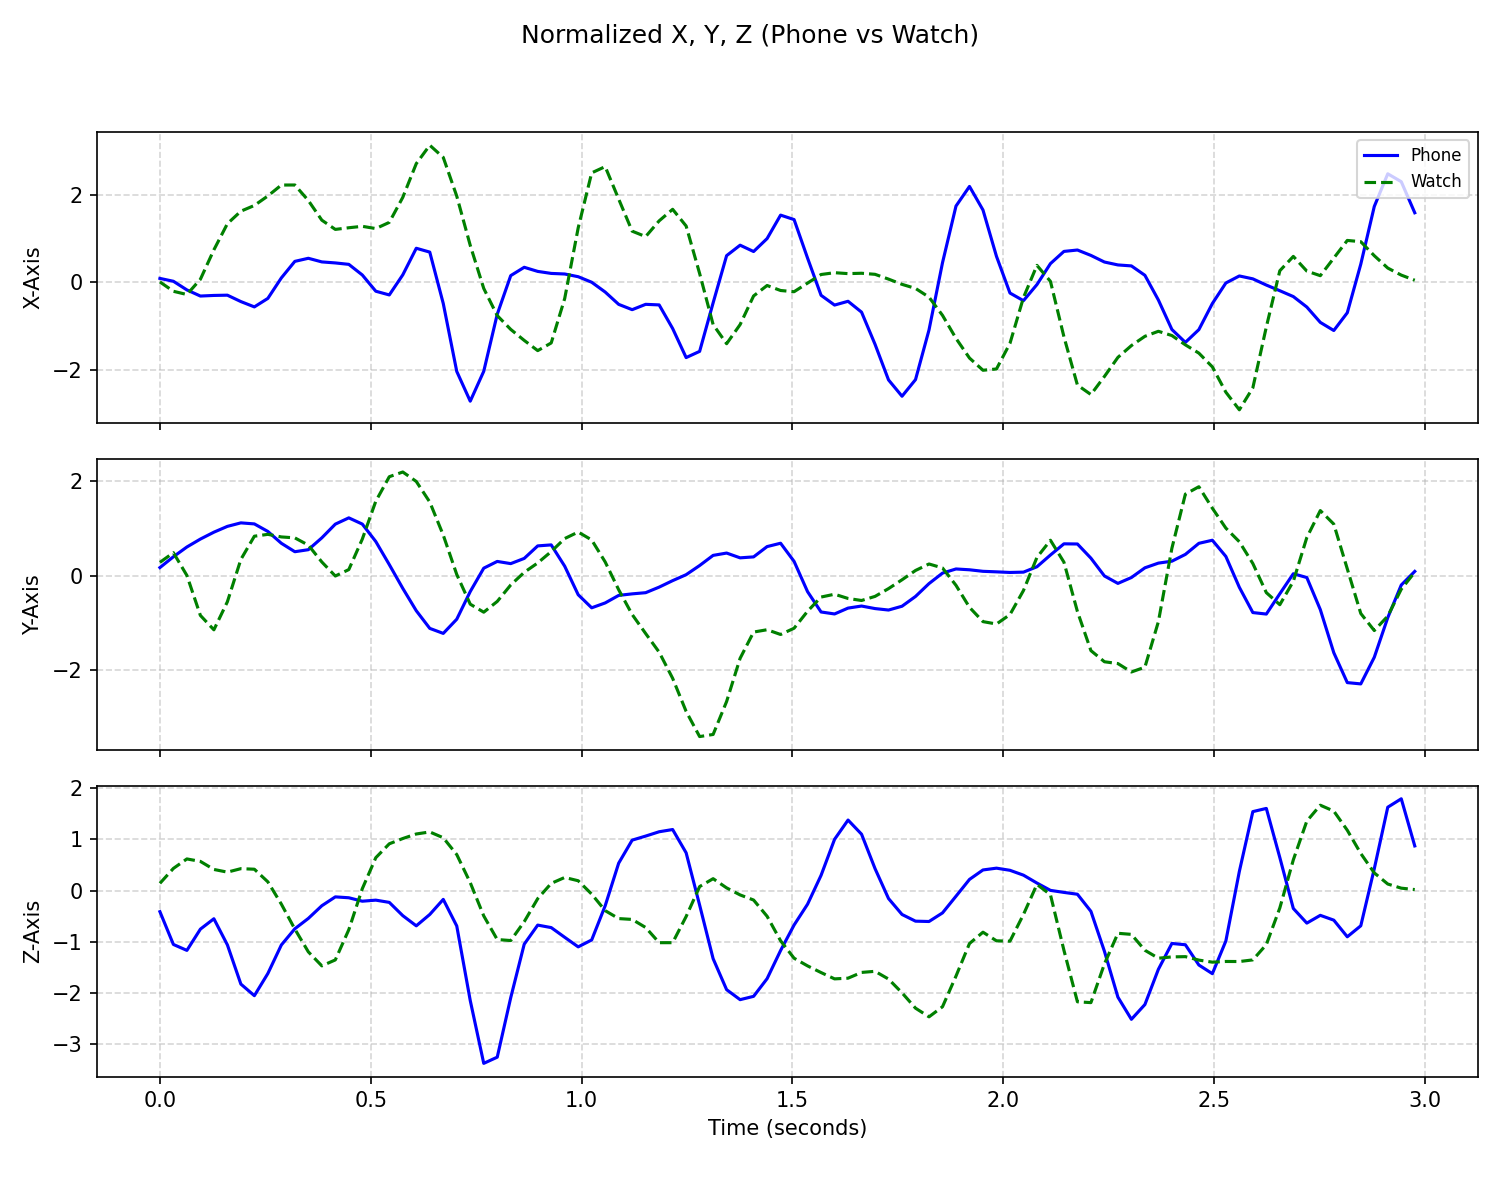 Normalized X, Y, Z (Phone vs Watch)
Phone
Watch
X-Axis
2
0
−2
Y-Axis
2
0
−2
Z-Axis
2
1
0
−1
−2
−3
0.0 0.5 1.0 1.5 2.0 2.5 3.0
Time (seconds)